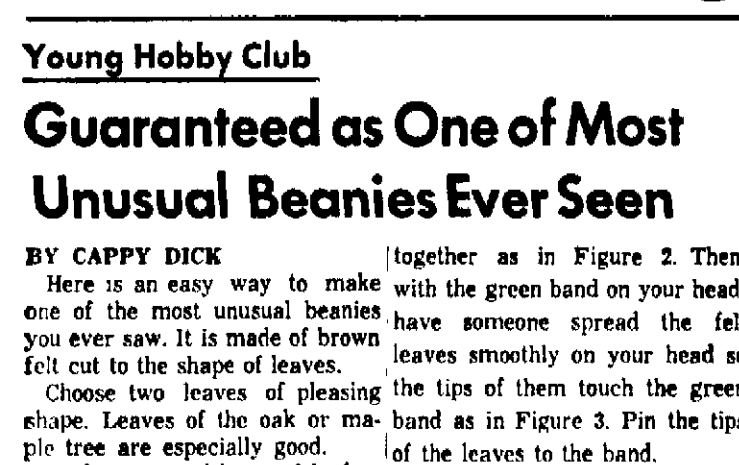 Young Hobby Club
Guaranteed as One of Most
Unusual Beanies Ever Seen
BY CAPPY DICK
Here is an easy way to make
one of the most unusual beanies
you ever saw. It is made of brown
felt cut to the shape of leaves.
Choose two leaves of pleasing
shape. Leaves of the oak or ma-
ple tree are especially good.
together as in Figure 2. Then
with the green band on your head
have someone spread the
leaves smoothly on your head
the tips of them touch the green
band as in Figure 3. Pin the
of the leaves to the band.